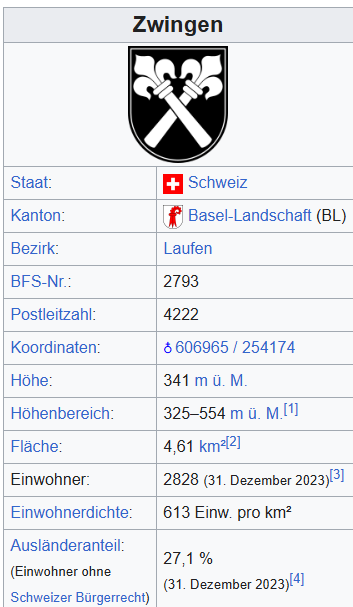 Zwingen
Staat: Schweiz
Kanton: Basel-Landschaft (BL)
Bezirk: Laufen
BFS-Nr.: 2793
Postleitzahl: 4222
Koordinaten: 606965 / 254174
Höhe: 341 m ü. M.
Höhenbereich: 325–554 m ü. M.[1]
Fläche: 4,61 km²[2]
Einwohner: 2828 (31. Dezember 2023)[3]
Einwohnerdichte: 613 Einw. pro km²
Ausländeranteil:
(Einwohner ohne
Schweizer Bürgerrecht)
27,1 %
(31. Dezember 2023)[4]